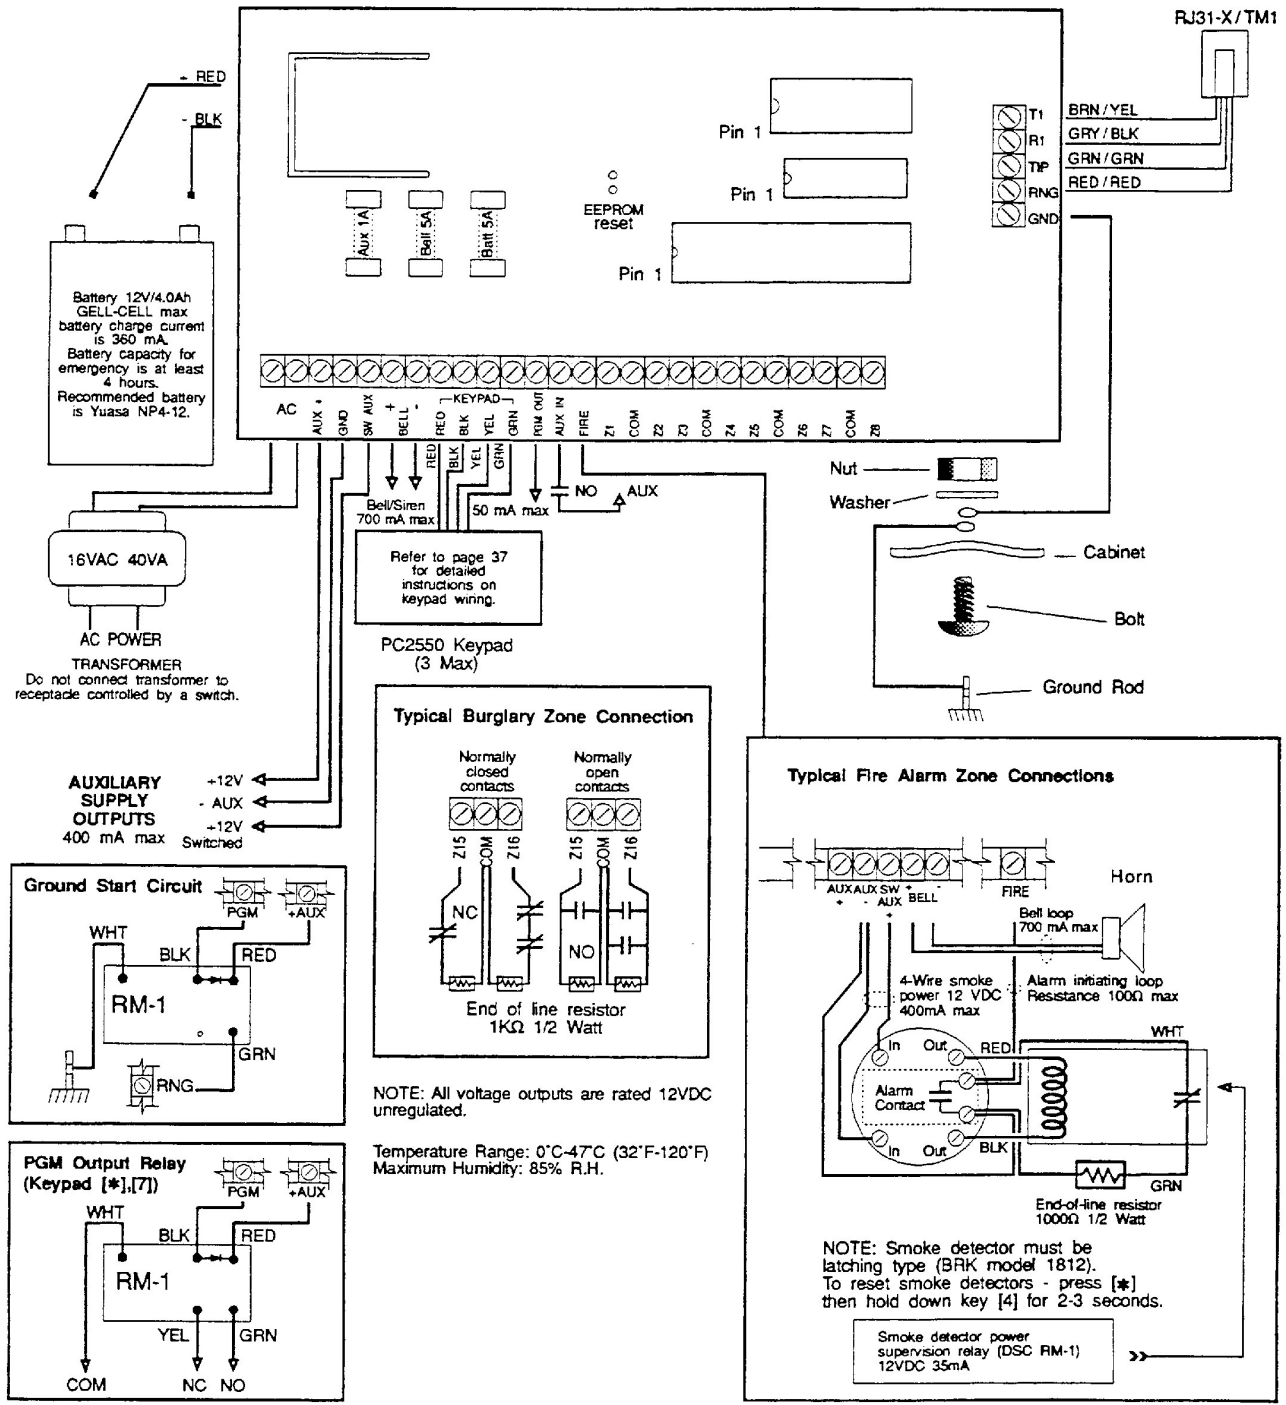 RJ31-X/TM1
+ RED
- BLK
Pin 1
Pin 1
Pin 1
EEPROM
reset
Aux 1A
Bell 5A
Batt 5A
T1
R1
TIP
RNG
GND
BRN/YEL
GRY/BLK
GRN/GRN
RED/RED
Battery 12V/4.0Ah
GELL-CELL max
battery charge current
is 360 mA.
Battery capacity for
emergency is at least
4 hours.
Recommended battery
is Yuasa NP4-12.
AC
AUX +
GND
SW AUX
+
BELL
-
KEYPAD
RED
BLK
YEL
GRN
PGM OUT
AUX IN
FIRE
Z1
COM
Z2
Z3
COM
Z4
Z5
COM
Z6
Z7
COM
Z8
RED
BLK
YEL
GRN
Bell/Siren
700 mA max
50 mA max
NO
AUX
Refer to page 37
for detailed
instructions on
keypad wiring.
PC2550 Keypad
(3 Max)
16VAC 40VA
AC POWER
TRANSFORMER
Do not connect transformer to
receptacle controlled by a switch.
Nut
Washer
Cabinet
Bolt
Ground Rod
AUXILIARY
SUPPLY
OUTPUTS
400 mA max
+12V
- AUX
+12V
Switched
Typical Burglary Zone Connection
Normally
closed
contacts
Normally
open
contacts
Z15
COM
Z16
Z15
COM
Z16
NC
NO
End of line resistor
1KΩ 1/2 Watt
NOTE: All voltage outputs are rated 12VDC
unregulated.
Temperature Range: 0°C-47°C (32°F-120°F)
Maximum Humidity: 85% R.H.
Ground Start Circuit
PGM
+AUX
WHT
BLK
RED
RM-1
GRN
RNG
PGM Output Relay
(Keypad [✱],[7])
PGM
+AUX
WHT
BLK
RED
RM-1
YEL
GRN
COM
NC
NO
Typical Fire Alarm Zone Connections
AUX
+
AUX
-
SW
AUX
+
+
BELL
-
FIRE
Horn
Bell loop
700 mA max
4-Wire smoke
power 12 VDC
400mA max
Alarm initiating loop
Resistance 100Ω max
WHT
In
Out
RED
Alarm
Contact
In
Out
BLK
GRN
End-of-line resistor
1000Ω 1/2 Watt
NOTE: Smoke detector must be
latching type (BRK model 1812).
To reset smoke detectors - press [✱]
then hold down key [4] for 2-3 seconds.
Smoke detector power
supervision relay (DSC RM-1)
12VDC 35mA